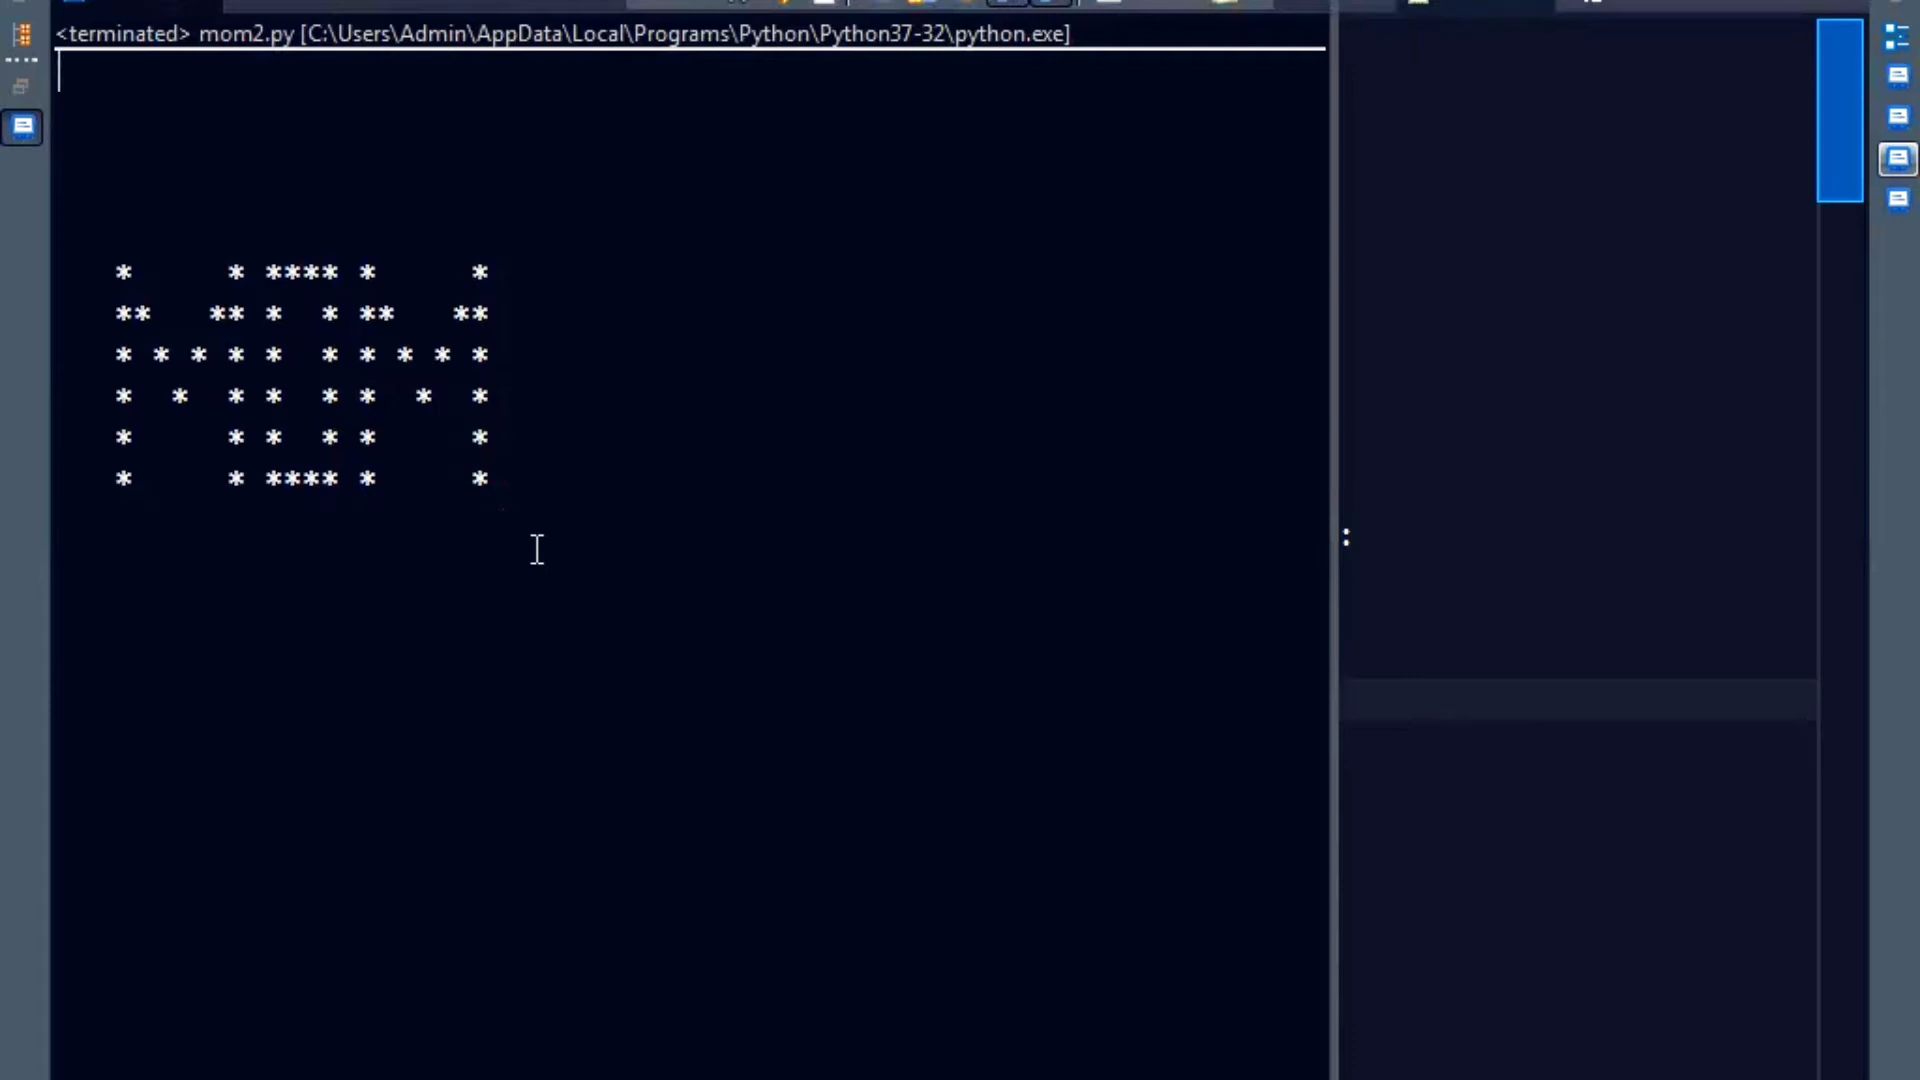 <terminated> mom2.py [C:\Users\Admin\AppData\Local\Programs\Python\Python37-32\python.exe]
*     * **** *     *
**   ** *  * **   **
* * * * *  * * * * *
*  *  * *  * *  *  *
*     * *  * *     *
*     * **** *     *
: